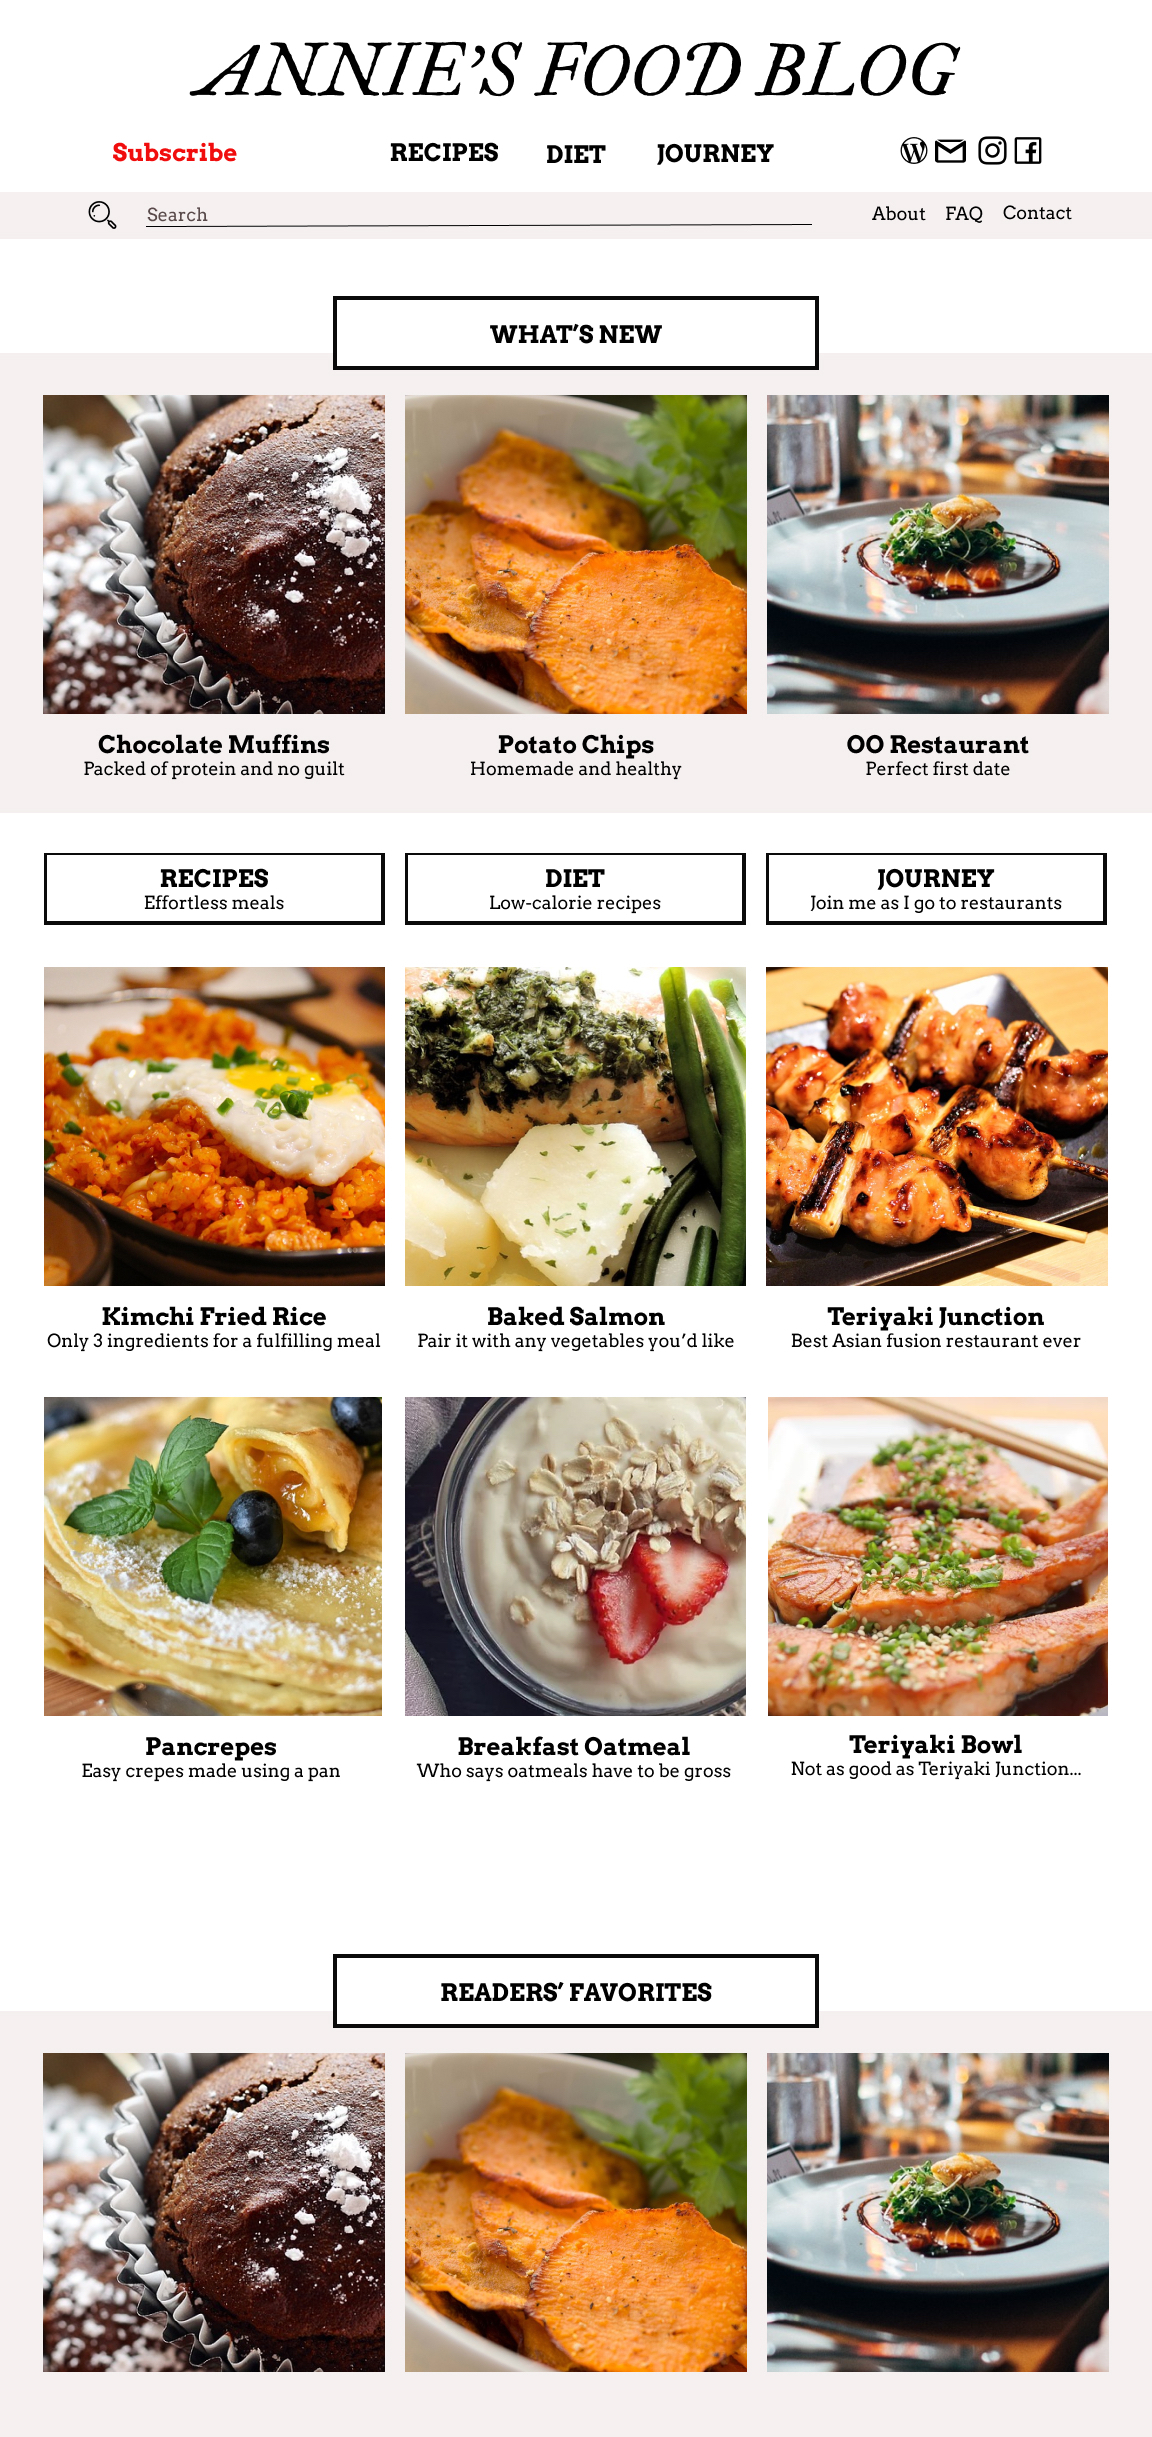 ANNIE’S FOOD BLOG
Subscribe RECIPES DIET JOURNEY
Search About FAQ Contact
WHAT’S NEW
Chocolate Muffins Potato Chips OO Restaurant
Packed of protein and no guilt Homemade and healthy Perfect first date
RECIPES DIET JOURNEY
Effortless meals Low-calorie recipes Join me as I go to restaurants
Kimchi Fried Rice Baked Salmon Teriyaki Junction
Only 3 ingredients for a fulfilling meal Pair it with any vegetables you’d like Best Asian fusion restaurant ever
Pancrepes Breakfast Oatmeal Teriyaki Bowl
Easy crepes made using a pan Who says oatmeals have to be gross Not as good as Teriyaki Junction...
READERS’ FAVORITES